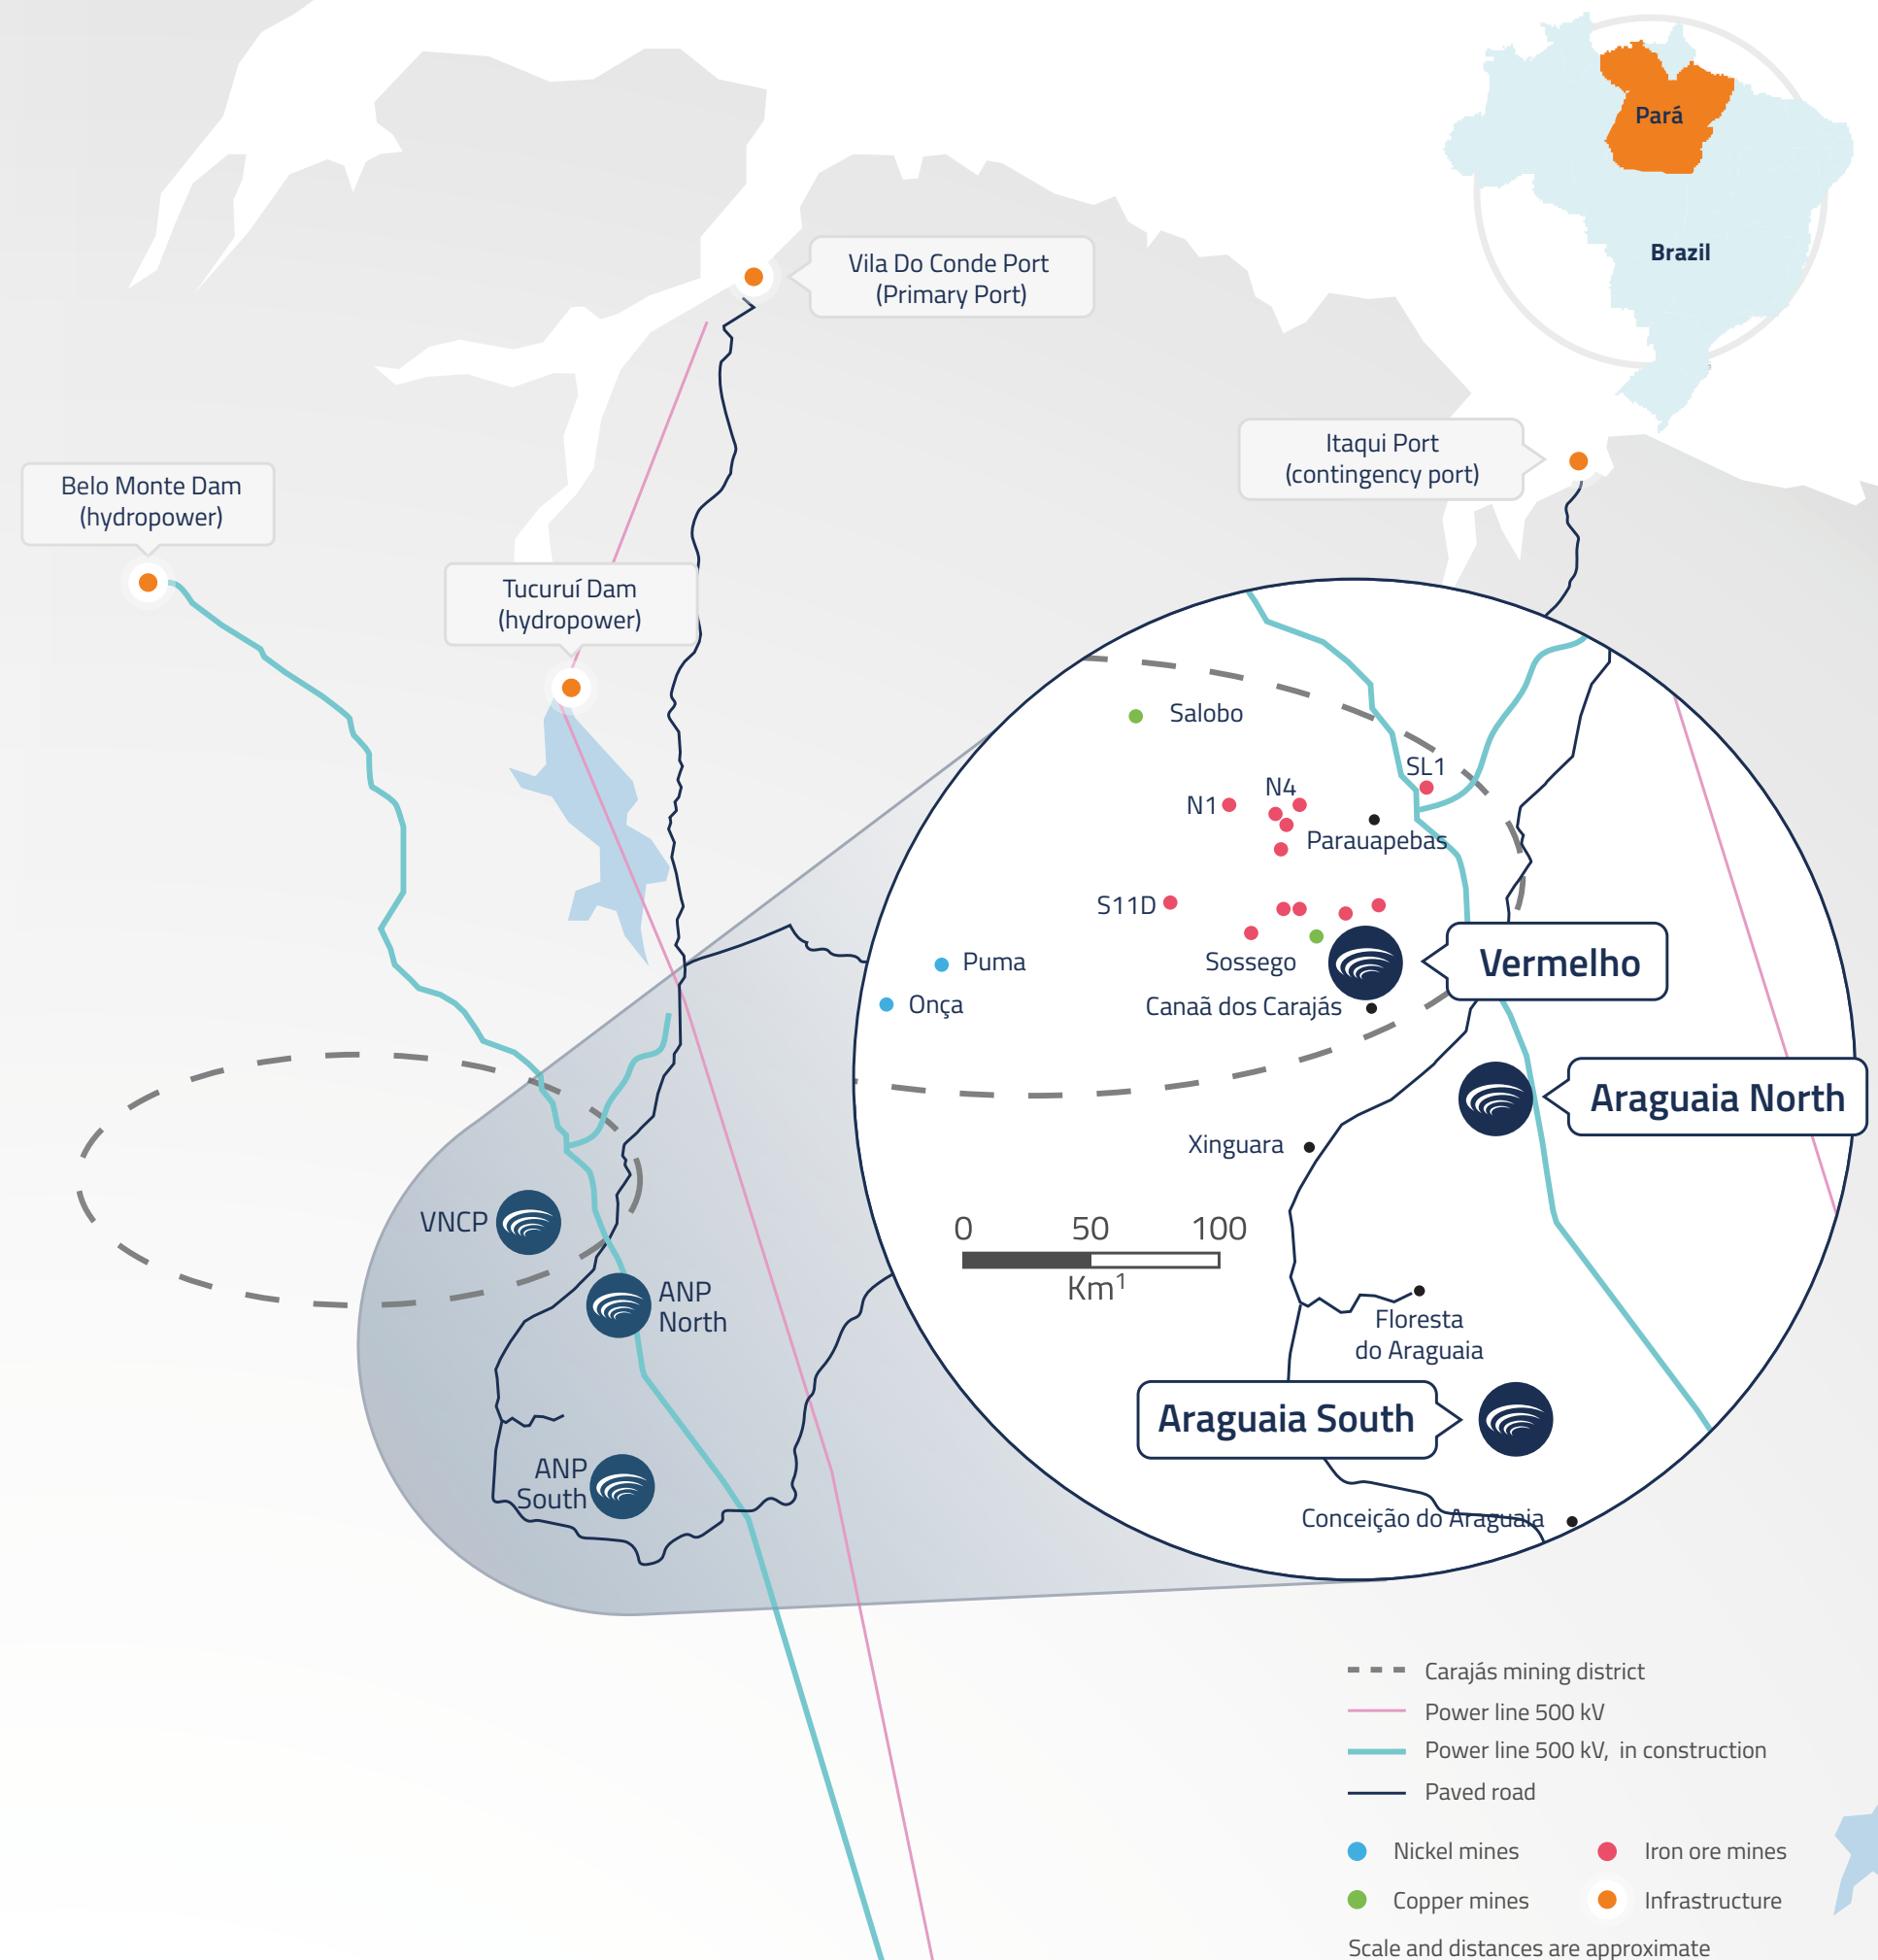 Pará
Brazil
Vila Do Conde Port
(Primary Port)
Itaqui Port
(contingency port)
Belo Monte Dam
(hydropower)
Tucuruí Dam
(hydropower)
Salobo
SL1
N4
N1
Parauapebas
S11D
Puma
Sossego
Vermelho
Onça
Canaã dos Carajás
Araguaia North
Xinguara
VNCP
0 50 100
Km¹
ANP
North
Floresta
do Araguaia
Araguaia South
ANP
South
Conceição do Araguaia
Carajás mining district
Power line 500 kV
Power line 500 kV, in construction
Paved road
Nickel mines
Iron ore mines
Copper mines
Infrastructure
Scale and distances are approximate